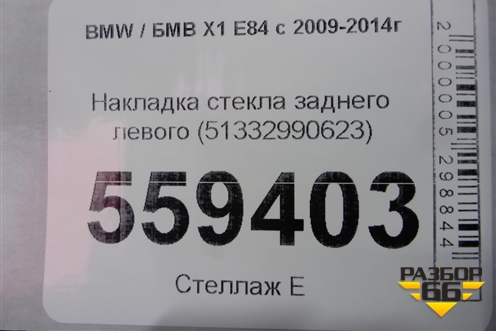 BMW / БМВ X1 E84 с 2009-2014г
Накладка стекла заднего
левого (51332990623)
559403
Стеллаж E
2000005298844
РАЗБОР
66